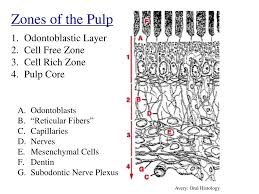 Zones of the Pulp
1. Odontoblastic Layer
2. Cell Free Zone
3. Cell Rich Zone
4. Pulp Core
A. Odontoblasts
B. “Reticular Fibers”
C. Capillaries
D. Nerves
E. Mesenchymal Cells
F. Dentin
G. Subodontic Nerve Plexus
F
A
B
D
E
G
C
Avery: Oral Histology